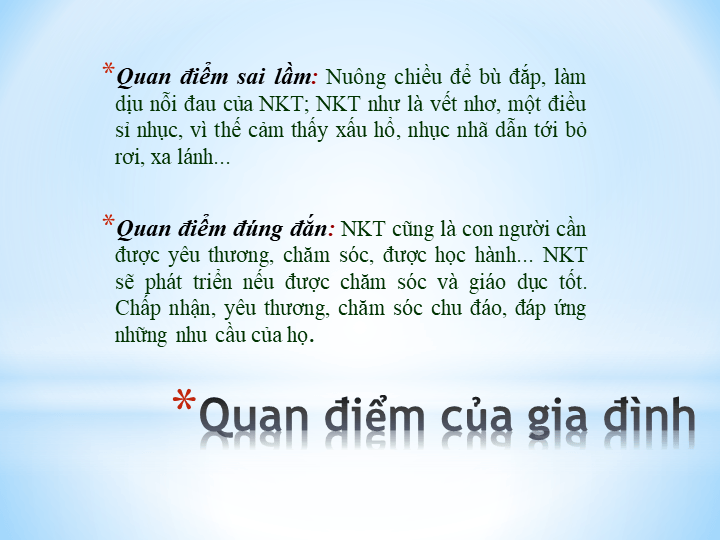 *Quan điểm sai lầm: Nuông chiều để bù đắp, làm
dịu nỗi đau của NKT; NKT như là vết nhơ, một điều
sỉ nhục, vì thế cảm thấy xấu hổ, nhục nhã dẫn tới bỏ
rơi, xa lánh...
*Quan điểm đúng đắn: NKT cũng là con người cần
được yêu thương, chăm sóc, được học hành... NKT
sẽ phát triển nếu được chăm sóc và giáo dục tốt.
Chấp nhận, yêu thương, chăm sóc chu đáo, đáp ứng
những nhu cầu của họ.
*Quan điểm của gia đình